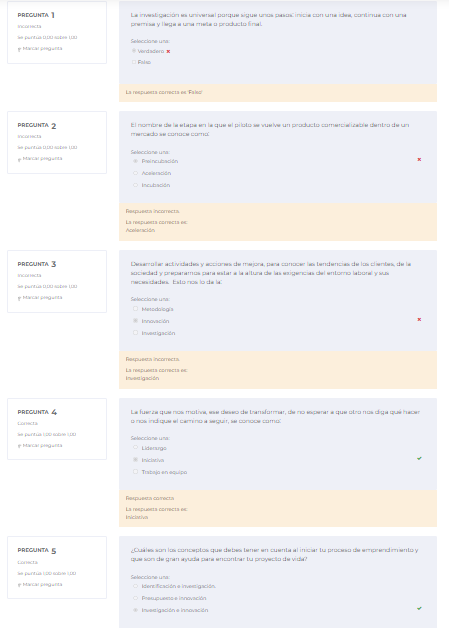 PREGUNTA 1
Incorrecta
Se puntúa 0,00 sobre 1,00
Marcar pregunta
La investigación es universal porque sigue unos pasos: inicia con una idea, continua con una
premisa y llega a una meta o producto final.
Seleccione una:
Verdadero
Falso
La respuesta correcta es 'Falso'
PREGUNTA 2
Incorrecta
Se puntúa 0,00 sobre 1,00
Marcar pregunta
El nombre de la etapa en la que el piloto se vuelve un producto comercializable dentro de un
mercado se conoce como:
Seleccione una:
Preincubación
Aceleración
Incubación
Respuesta incorrecta.
La respuesta correcta es:
Aceleración
PREGUNTA 3
Incorrecta
Se puntúa 0,00 sobre 1,00
Marcar pregunta
Desarrollar actividades y acciones de mejora, para conocer las tendencias de los clientes, de la
sociedad y prepararnos para estar a la altura de las exigencias del entorno laboral y sus
necesidades. Esto nos lo da la:
Seleccione una:
Metodología
Innovación
Investigación
Respuesta incorrecta.
La respuesta correcta es:
Investigación
PREGUNTA 4
Correcta
Se puntúa 1,00 sobre 1,00
Marcar pregunta
La fuerza que nos motiva, ese deseo de transformar, de no esperar a que otro nos diga qué hacer
o nos indique el camino a seguir, se conoce como:
Seleccione una:
Liderazgo
Iniciativa
Trabajo en equipo
Respuesta correcta
La respuesta correcta es:
Iniciativa
PREGUNTA 5
Correcta
Se puntúa 1,00 sobre 1,00
Marcar pregunta
¿Cuáles son los conceptos que debes tener en cuenta al iniciar tu proceso de emprendimiento y
que son de gran ayuda para encontrar tu proyecto de vida?
Seleccione una:
Identificación e Investigación.
Presupuesto e Innovación
Investigación e Innovación